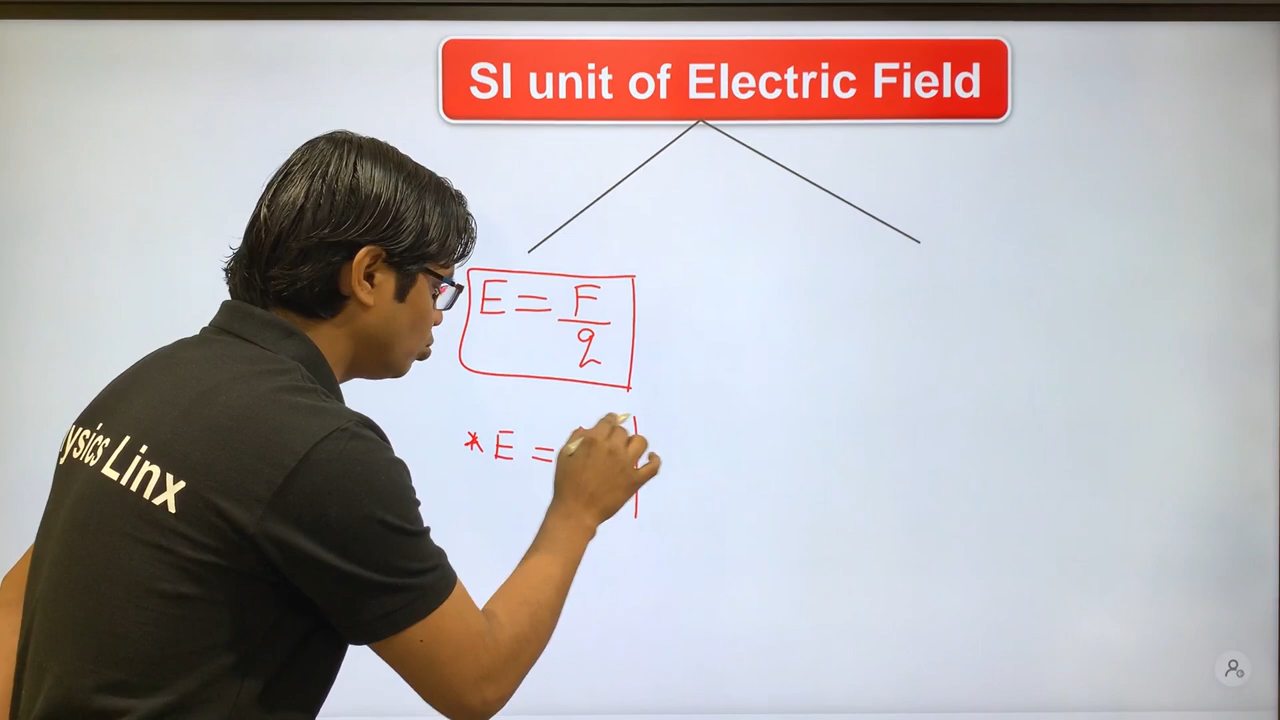 SI unit of Electric Field
E = F/q
* E =
ysics Linx